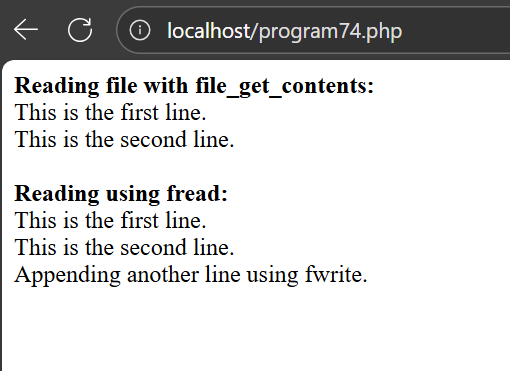 localhost/program74.php
Reading file with file_get_contents:
This is the first line.
This is the second line.
Reading using fread:
This is the first line.
This is the second line.
Appending another line using fwrite.